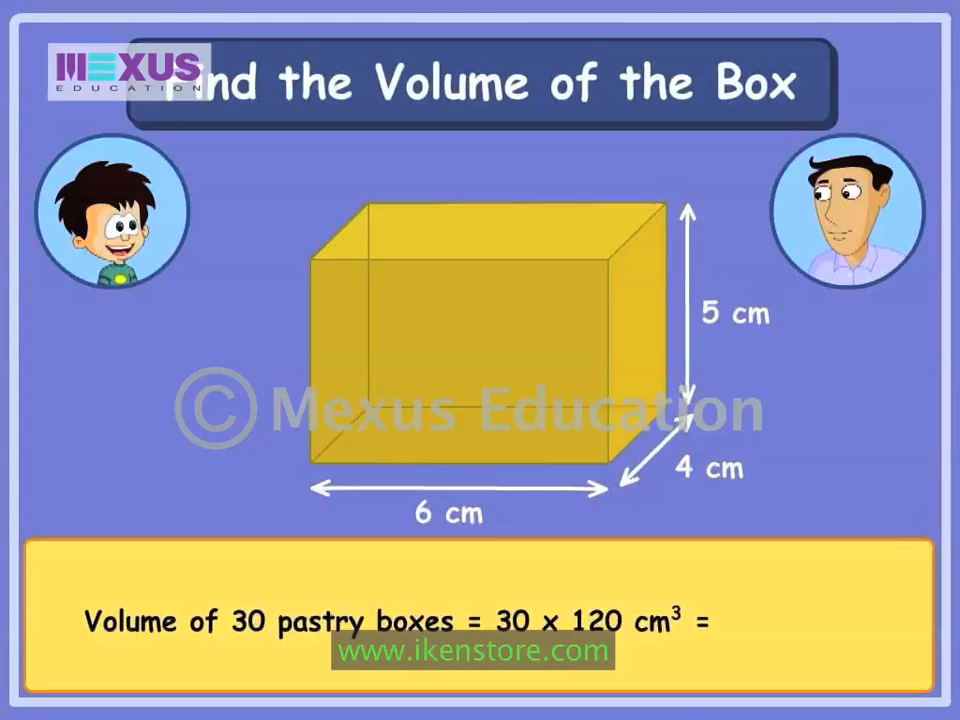 MEXUS
EDUCATION
Find the Volume of the Box
5 cm
© Mexus Education
4 cm
6 cm
Volume of 30 pastry boxes = 30 x 120 cm³ =
www.ikenstore.com